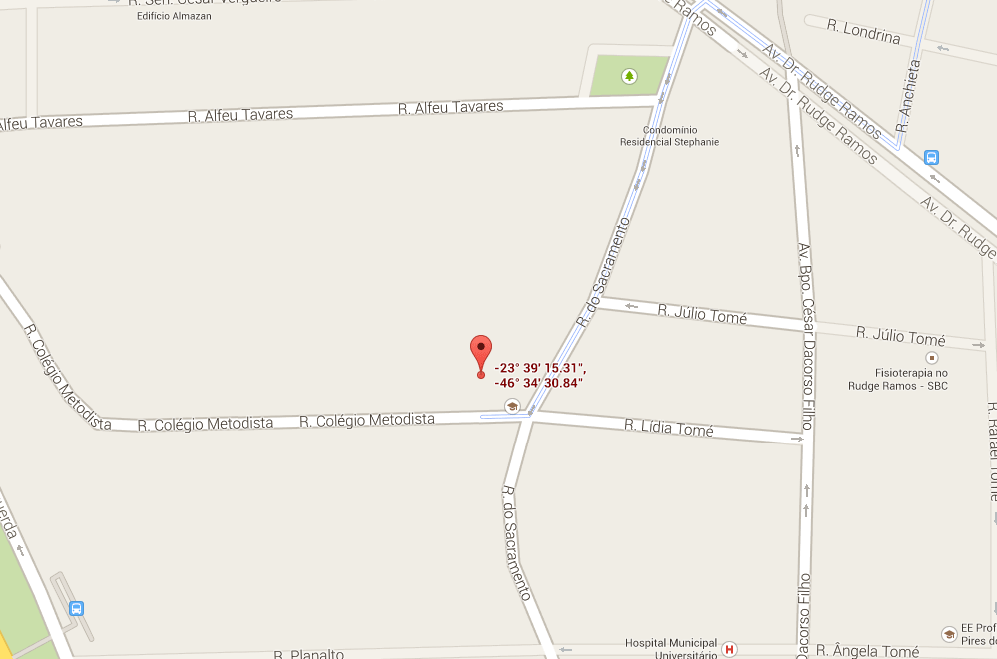 R. Sen. César Vergueiro
Edifício Almazan
Ramos
R. Londrina
Av. Dr. Rudge Ramos
Av. Dr. Rudge Ramos
R. Anchieta
R. Alfeu Tavares
R. Alfeu Tavares
Alfeu Tavares
Condomínio
Residencial Stephanie
Av. Dr. Rudge
R. do Sacramento
Av. Bpo. César Dacorso Filho
R. Júlio Tomé
R. Júlio Tomé
R. Colégio Metodista
-23° 39' 15.31",
-46° 34' 30.84"
Fisioterapia no
Rudge Ramos - SBC
R. Colégio Metodista
R. Colégio Metodista
R. Lídia Tomé
R. Rafael Tomé
R. do Sacramento
uerda
Dacorso Filho
EE Prof
Pires do
Hospital Municipal
Universitário
R. Ângela Tomé
R. Planalto